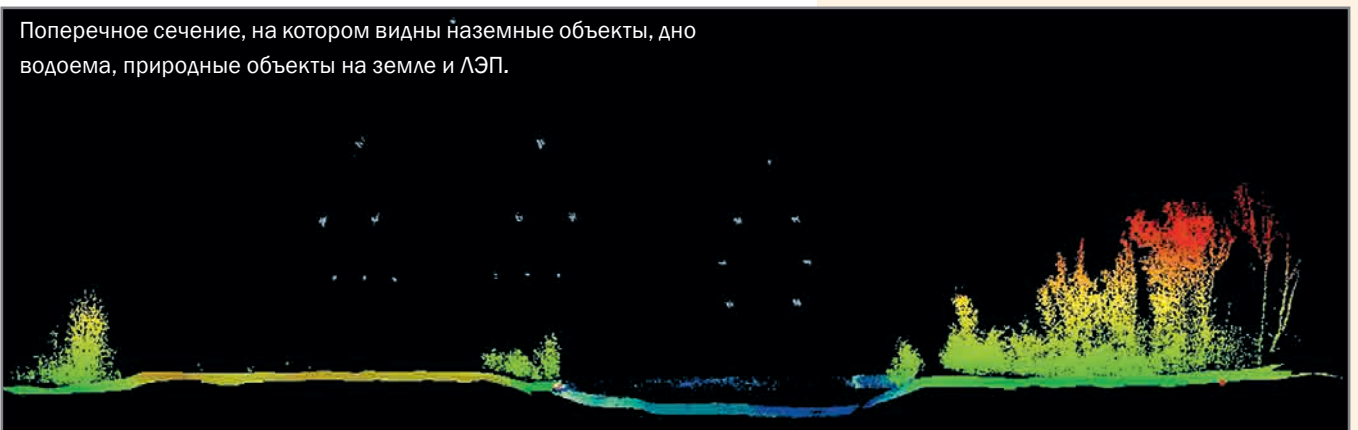 Поперечное сечение, на котором видны наземные объекты, дно
водоема, природные объекты на земле и ЛЭП.